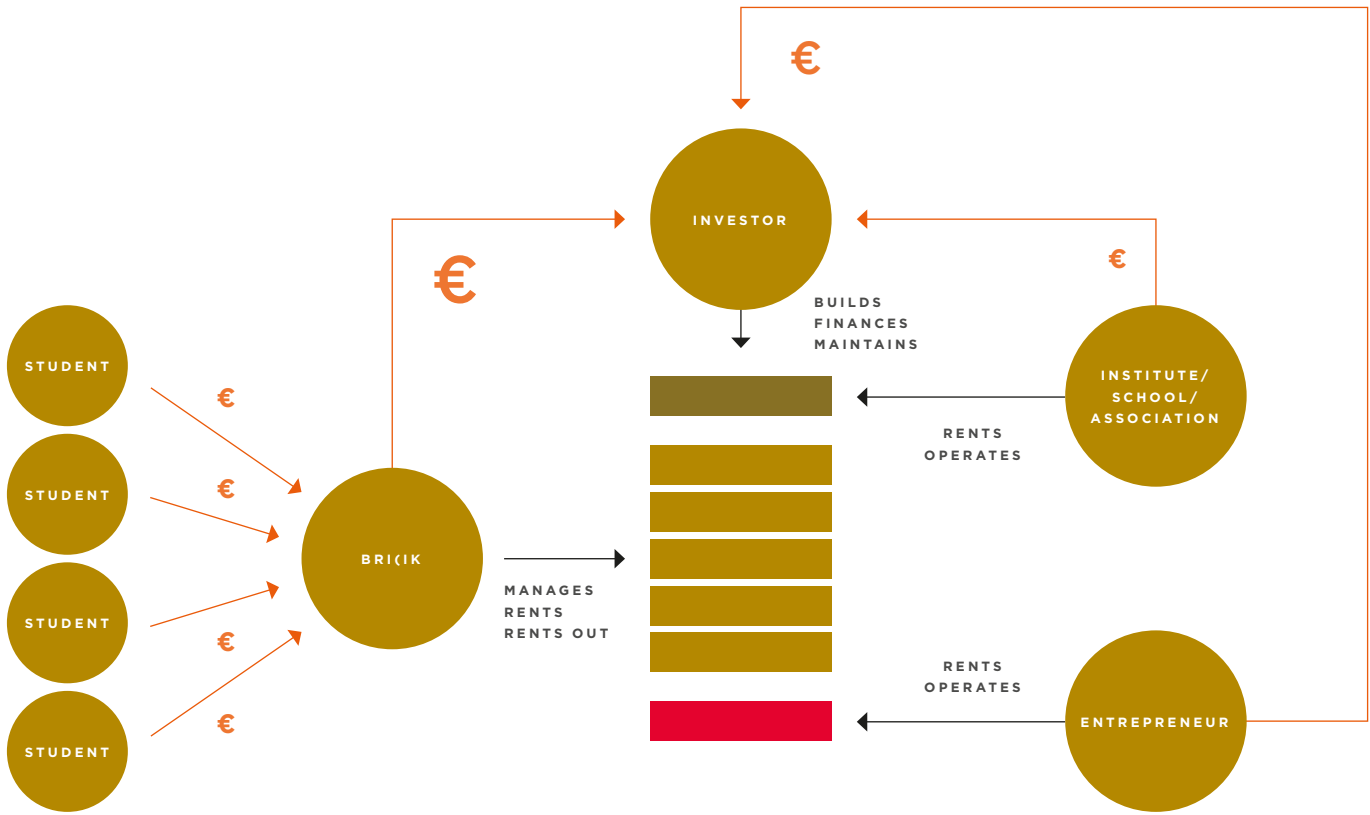 €
INVESTOR
€
€
BUILDS
FINANCES
MAINTAINS
STUDENT
€
INSTITUTE/
SCHOOL/
ASSOCIATION
RENTS
OPERATES
STUDENT
€
BRI(IK
MANAGES
RENTS
RENTS OUT
STUDENT
€
RENTS
OPERATES
STUDENT
€
ENTREPRENEUR